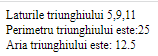 Laturile triunghiului 5,9,11
Perimetru triunghiului este:25
Aria triunghiului este: 12.5